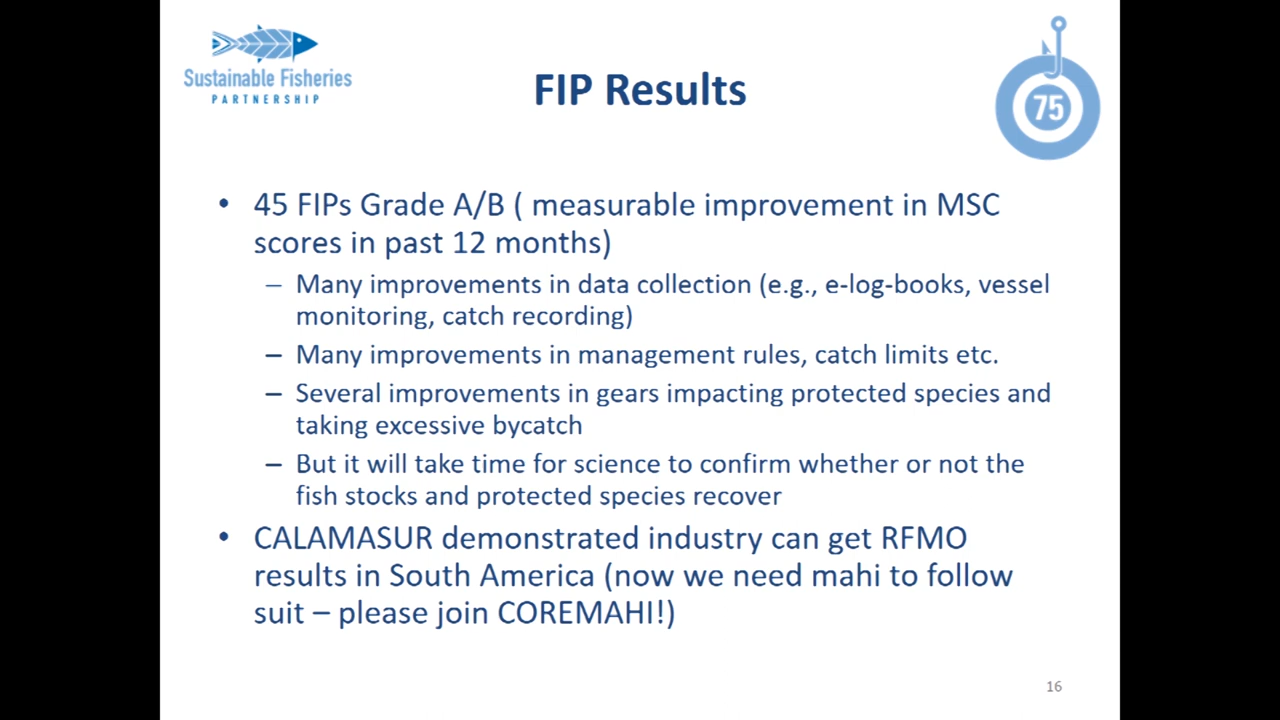 Sustainable Fisheries
PARTNERSHIP
FIP Results
75
• 45 FIPs Grade A/B ( measurable improvement in MSC
scores in past 12 months)
– Many improvements in data collection (e.g., e-log-books, vessel
monitoring, catch recording)
– Many improvements in management rules, catch limits etc.
– Several improvements in gears impacting protected species and
taking excessive bycatch
– But it will take time for science to confirm whether or not the
fish stocks and protected species recover
• CALAMASUR demonstrated industry can get RFMO
results in South America (now we need mahi to follow
suit – please join COREMAHI!)
16